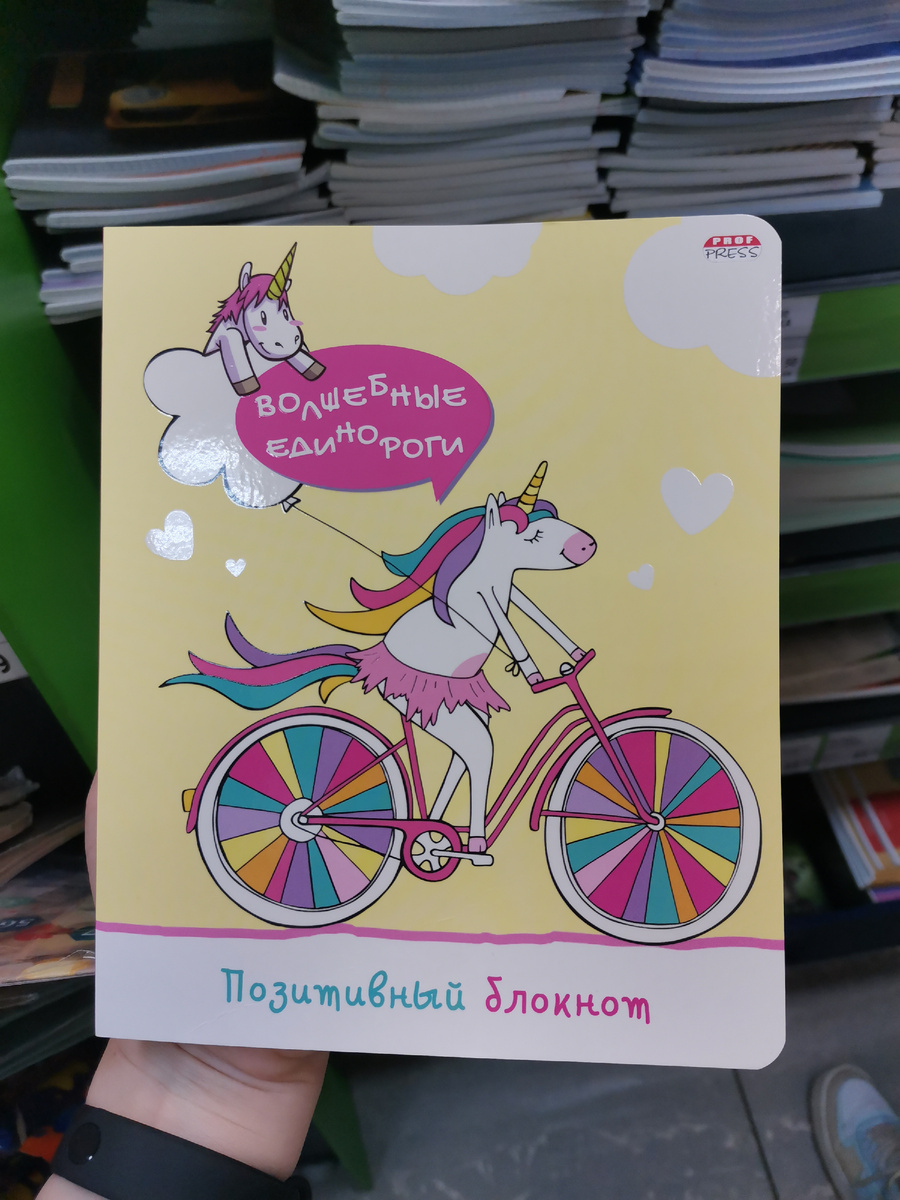 PROF
PRESS
ВОЛШЕБНЫЕ
ЕДИНОРОГИ
Позитивный блокнот